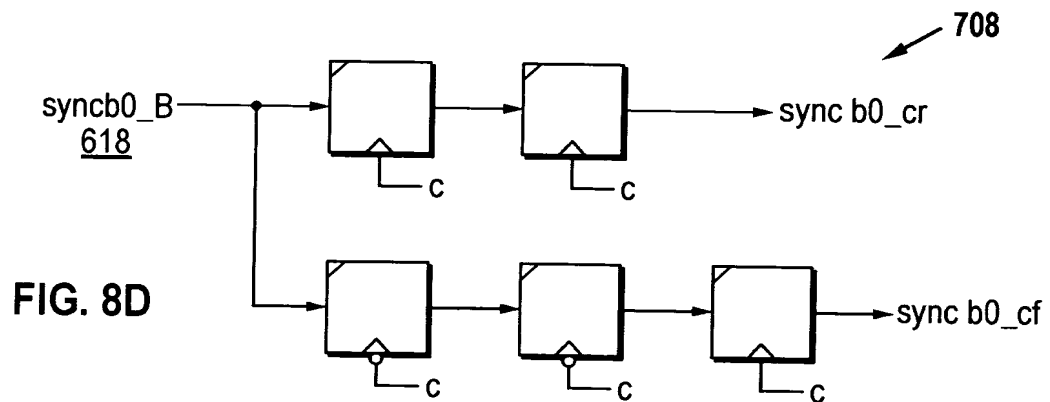 708
syncb0_B
618
sync b0_cr
C
C
FIG. 8D
sync b0_cf
C
C
C